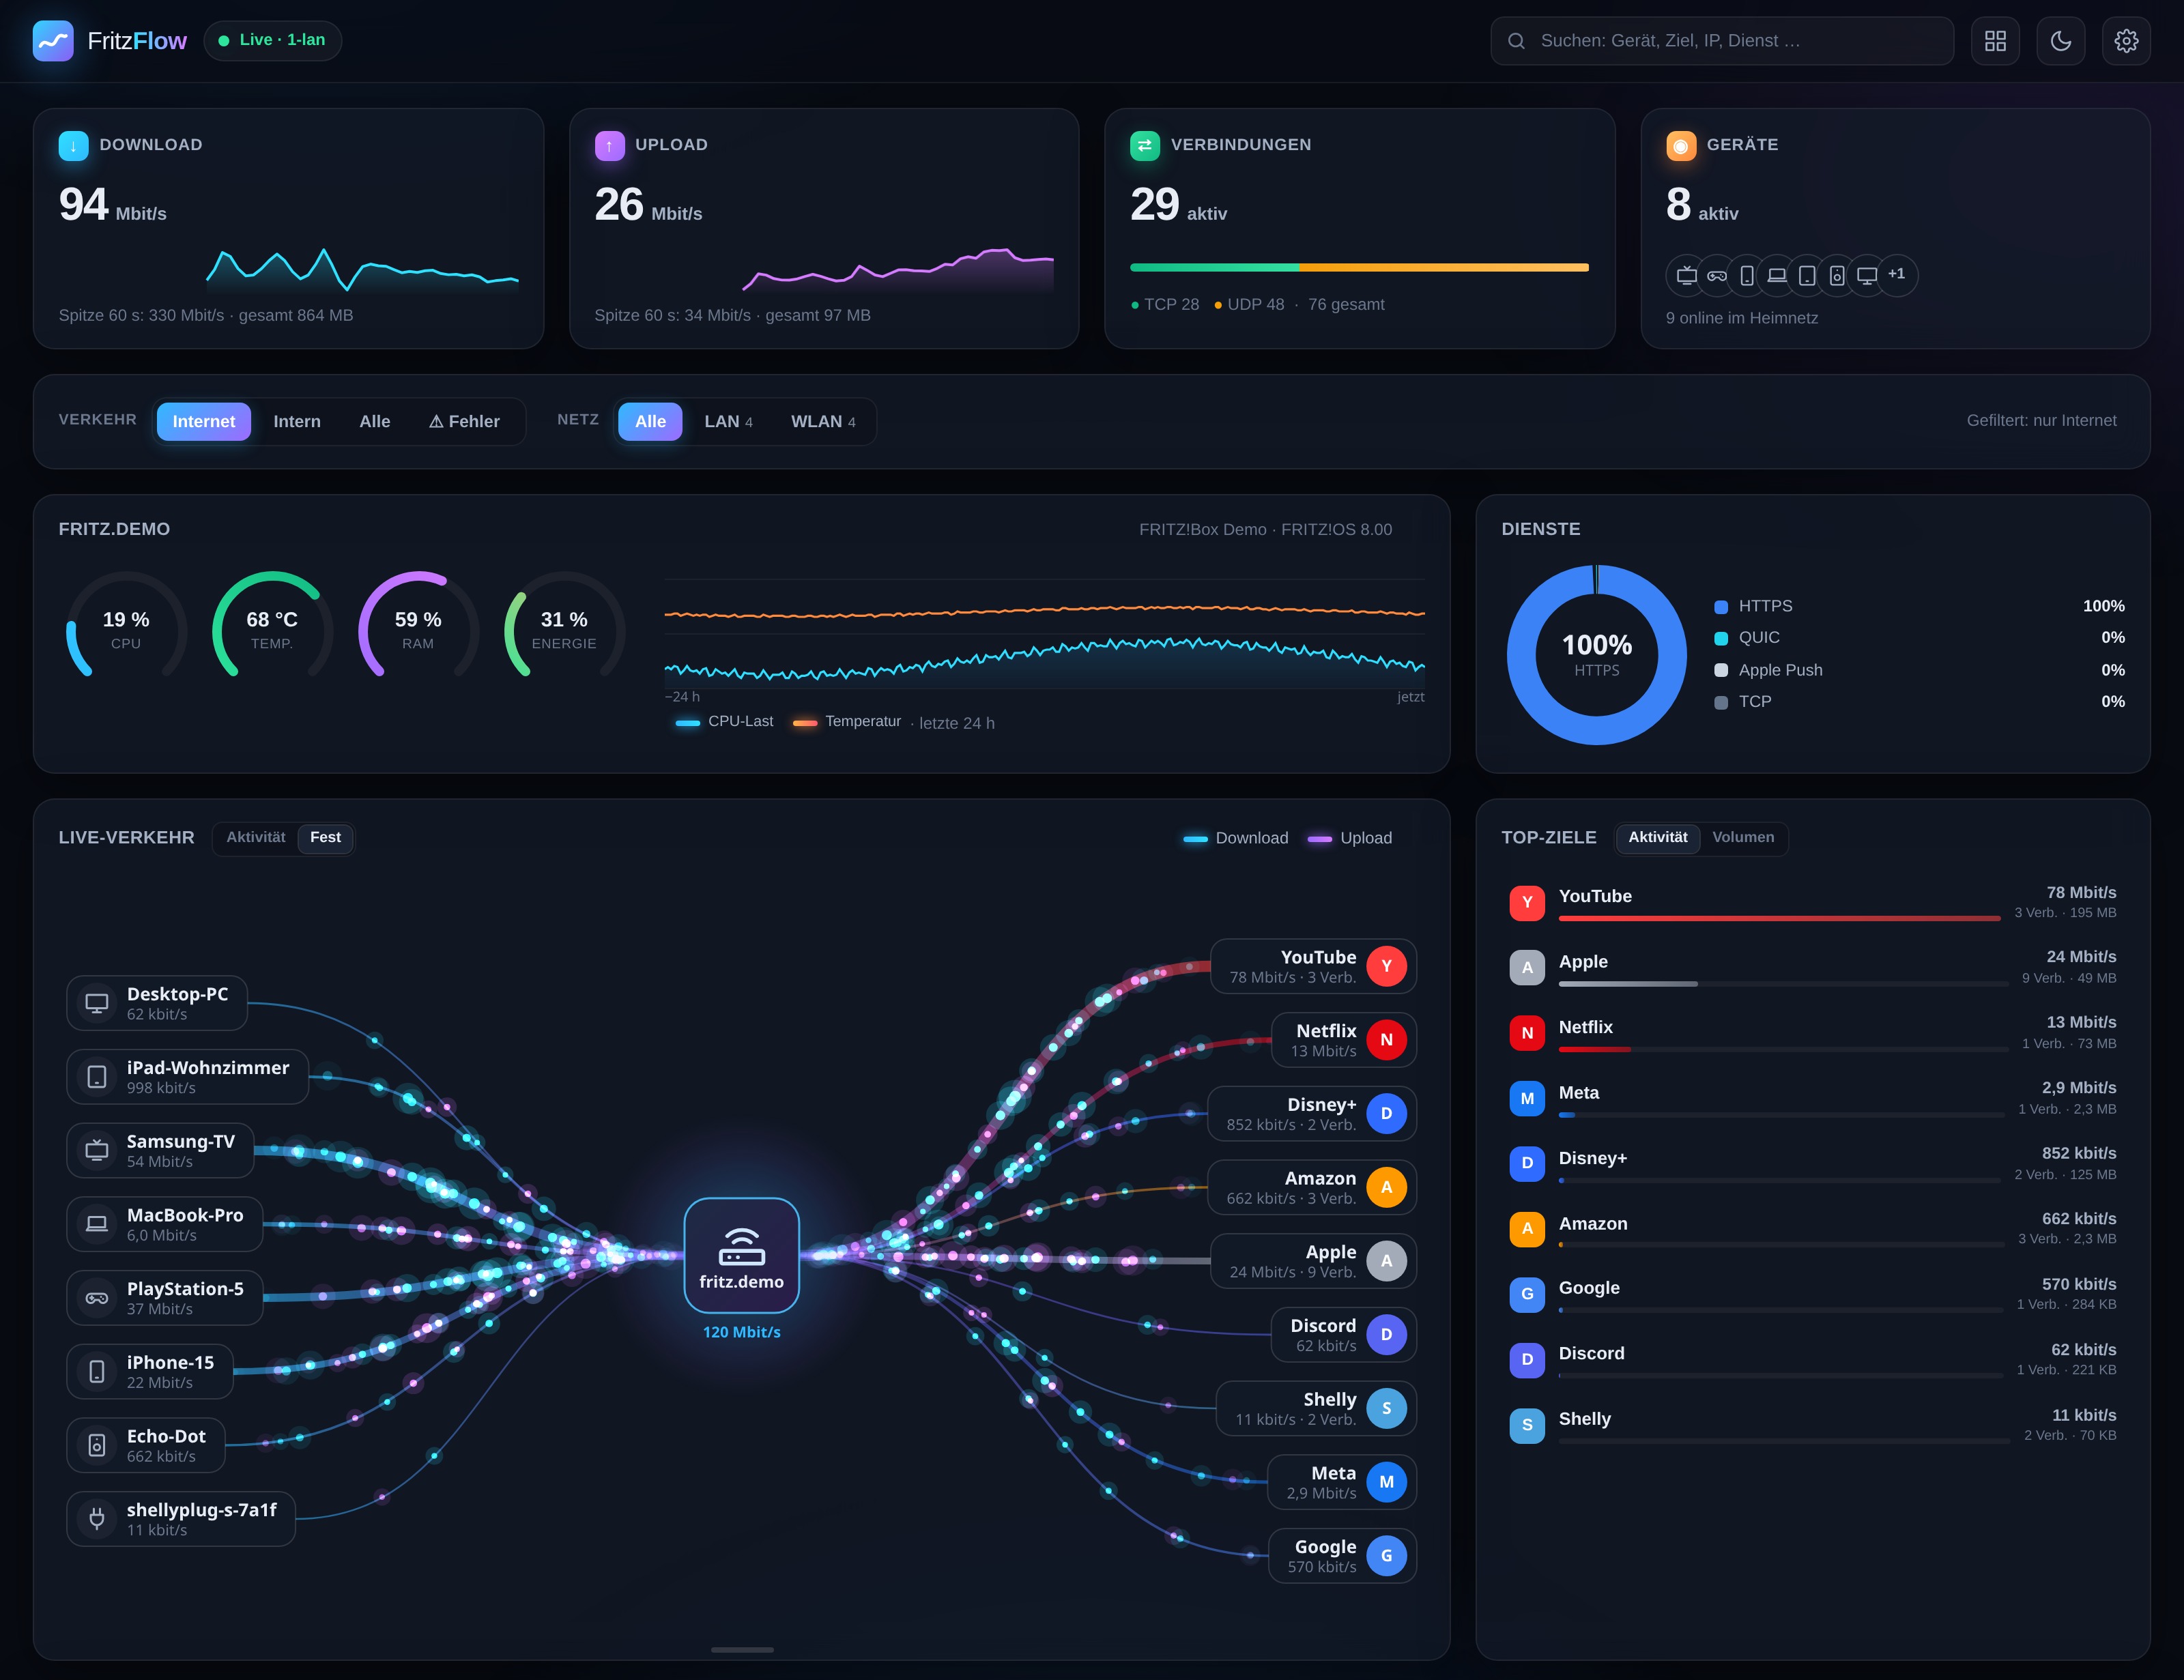 FritzFlow
Live · 1-lan
Suchen: Gerät, Ziel, IP, Dienst …
↓ DOWNLOAD
94 Mbit/s
Spitze 60 s: 330 Mbit/s · gesamt 864 MB
↑ UPLOAD
26 Mbit/s
Spitze 60 s: 34 Mbit/s · gesamt 97 MB
⇄ VERBINDUNGEN
29 aktiv
TCP 28 UDP 48 · 76 gesamt
GERÄTE
8 aktiv
+1
9 online im Heimnetz
VERKEHR Internet Intern Alle ⚠ Fehler NETZ Alle LAN 4 WLAN 4
Gefiltert: nur Internet
FRITZ.DEMO
FRITZ!Box Demo · FRITZ!OS 8.00
19 %
CPU
68 °C
TEMP.
59 %
RAM
31 %
ENERGIE
−24 h
jetzt
CPU-Last Temperatur · letzte 24 h
DIENSTE
100%
HTTPS
HTTPS 100%
QUIC 0%
Apple Push 0%
TCP 0%
LIVE-VERKEHR Aktivität Fest
Download Upload
Desktop-PC
62 kbit/s
iPad-Wohnzimmer
998 kbit/s
Samsung-TV
54 Mbit/s
MacBook-Pro
6,0 Mbit/s
PlayStation-5
37 Mbit/s
iPhone-15
22 Mbit/s
Echo-Dot
662 kbit/s
shellyplug-s-7a1f
11 kbit/s
fritz.demo
120 Mbit/s
YouTube
78 Mbit/s · 3 Verb.
Y
Netflix
13 Mbit/s
N
Disney+
852 kbit/s · 2 Verb.
D
Amazon
662 kbit/s · 3 Verb.
A
Apple
24 Mbit/s · 9 Verb.
A
Discord
62 kbit/s
D
Shelly
11 kbit/s · 2 Verb.
S
Meta
2,9 Mbit/s
M
Google
570 kbit/s
G
TOP-ZIELE Aktivität Volumen
Y YouTube 78 Mbit/s
3 Verb. · 195 MB
A Apple 24 Mbit/s
9 Verb. · 49 MB
N Netflix 13 Mbit/s
1 Verb. · 73 MB
M Meta 2,9 Mbit/s
1 Verb. · 2,3 MB
D Disney+ 852 kbit/s
2 Verb. · 125 MB
A Amazon 662 kbit/s
3 Verb. · 2,3 MB
G Google 570 kbit/s
1 Verb. · 284 KB
D Discord 62 kbit/s
1 Verb. · 221 KB
S Shelly 11 kbit/s
2 Verb. · 70 KB